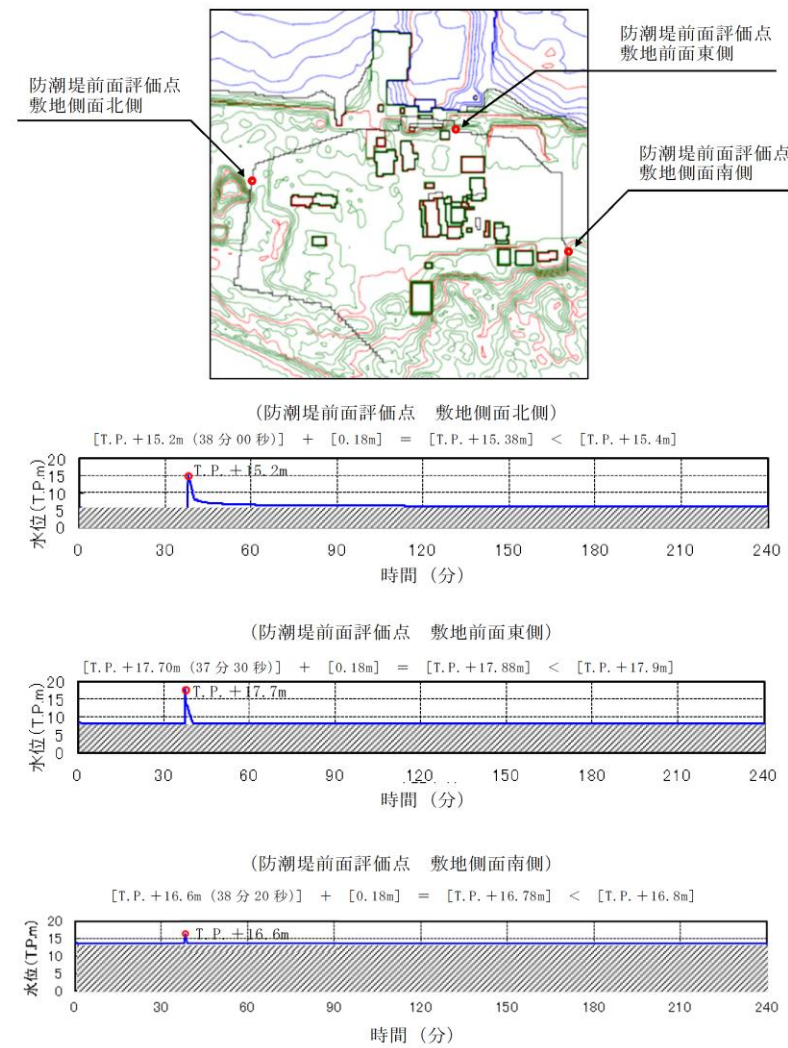 防潮堤前面評価点
敷地前面東側
防潮堤前面評価点
敷地側面北側
防潮堤前面評価点
敷地側面南側
(防潮堤前面評価点 敷地側面北側)
[T.P.+15.2m (38分00秒)] + [0.18m] = [T.P.+15.38m] < [T.P.+15.4m]
T.P.+15.2m
水位(T.P.m)
20
15
10
5
0
0 30 60 90 120 150 180 210 240
時間(分)
(防潮堤前面評価点 敷地前面東側)
[T.P.+17.70m (37分30秒)] + [0.18m] = [T.P.+17.88m] < [T.P.+17.9m]
T.P.+17.7m
水位(T.P.m)
20
15
10
5
0
0 30 60 90 120 150 180 210 240
時間(分)
(防潮堤前面評価点 敷地側面南側)
[T.P.+16.6m (38分20秒)] + [0.18m] = [T.P.+16.78m] < [T.P.+16.8m]
T.P.+16.6m
水位(T.P.m)
20
15
10
5
0
0 30 60 90 120 150 180 210 240
時間(分)